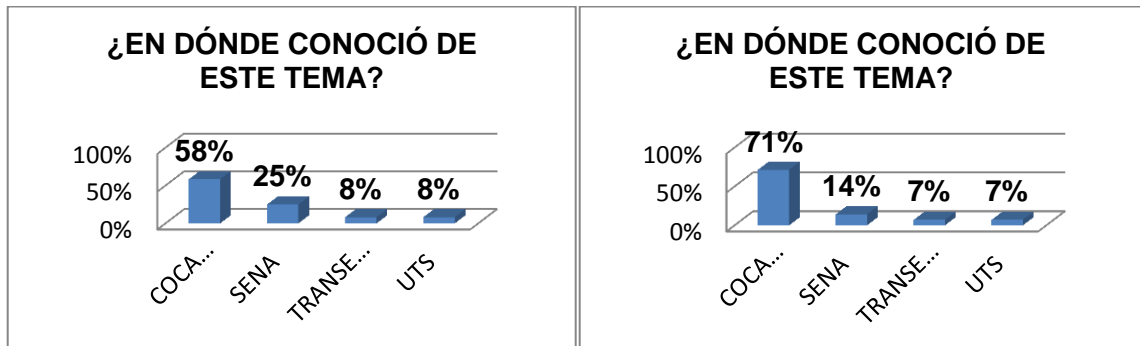 ¿EN DÓNDE CONOCIÓ DE
ESTE TEMA?
100%
50%
0%
58%
25%
8%
8%
COCA...
SENA
TRANSE...
UTS
¿EN DÓNDE CONOCIÓ DE
ESTE TEMA?
100%
50%
0%
71%
14%
7%
7%
COCA...
SENA
TRANSE...
UTS